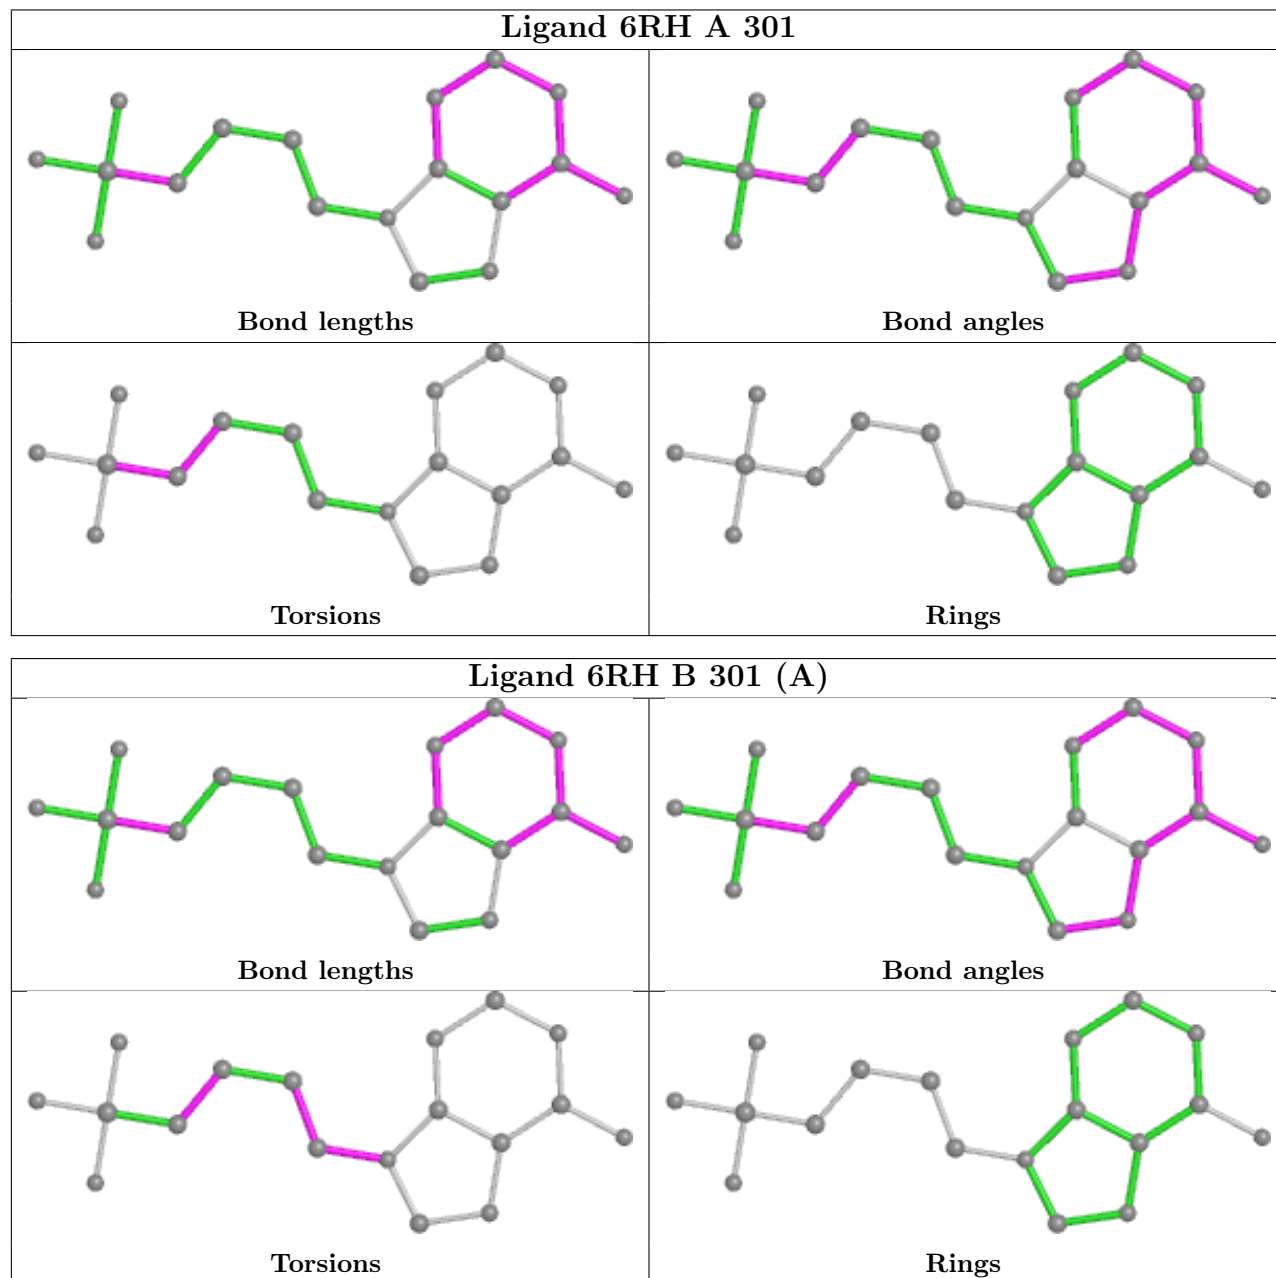 Ligand 6RH A 301
Bond lengths
Bond angles
Torsions
Rings
Ligand 6RH B 301 (A)
Bond lengths
Bond angles
Torsions
Rings